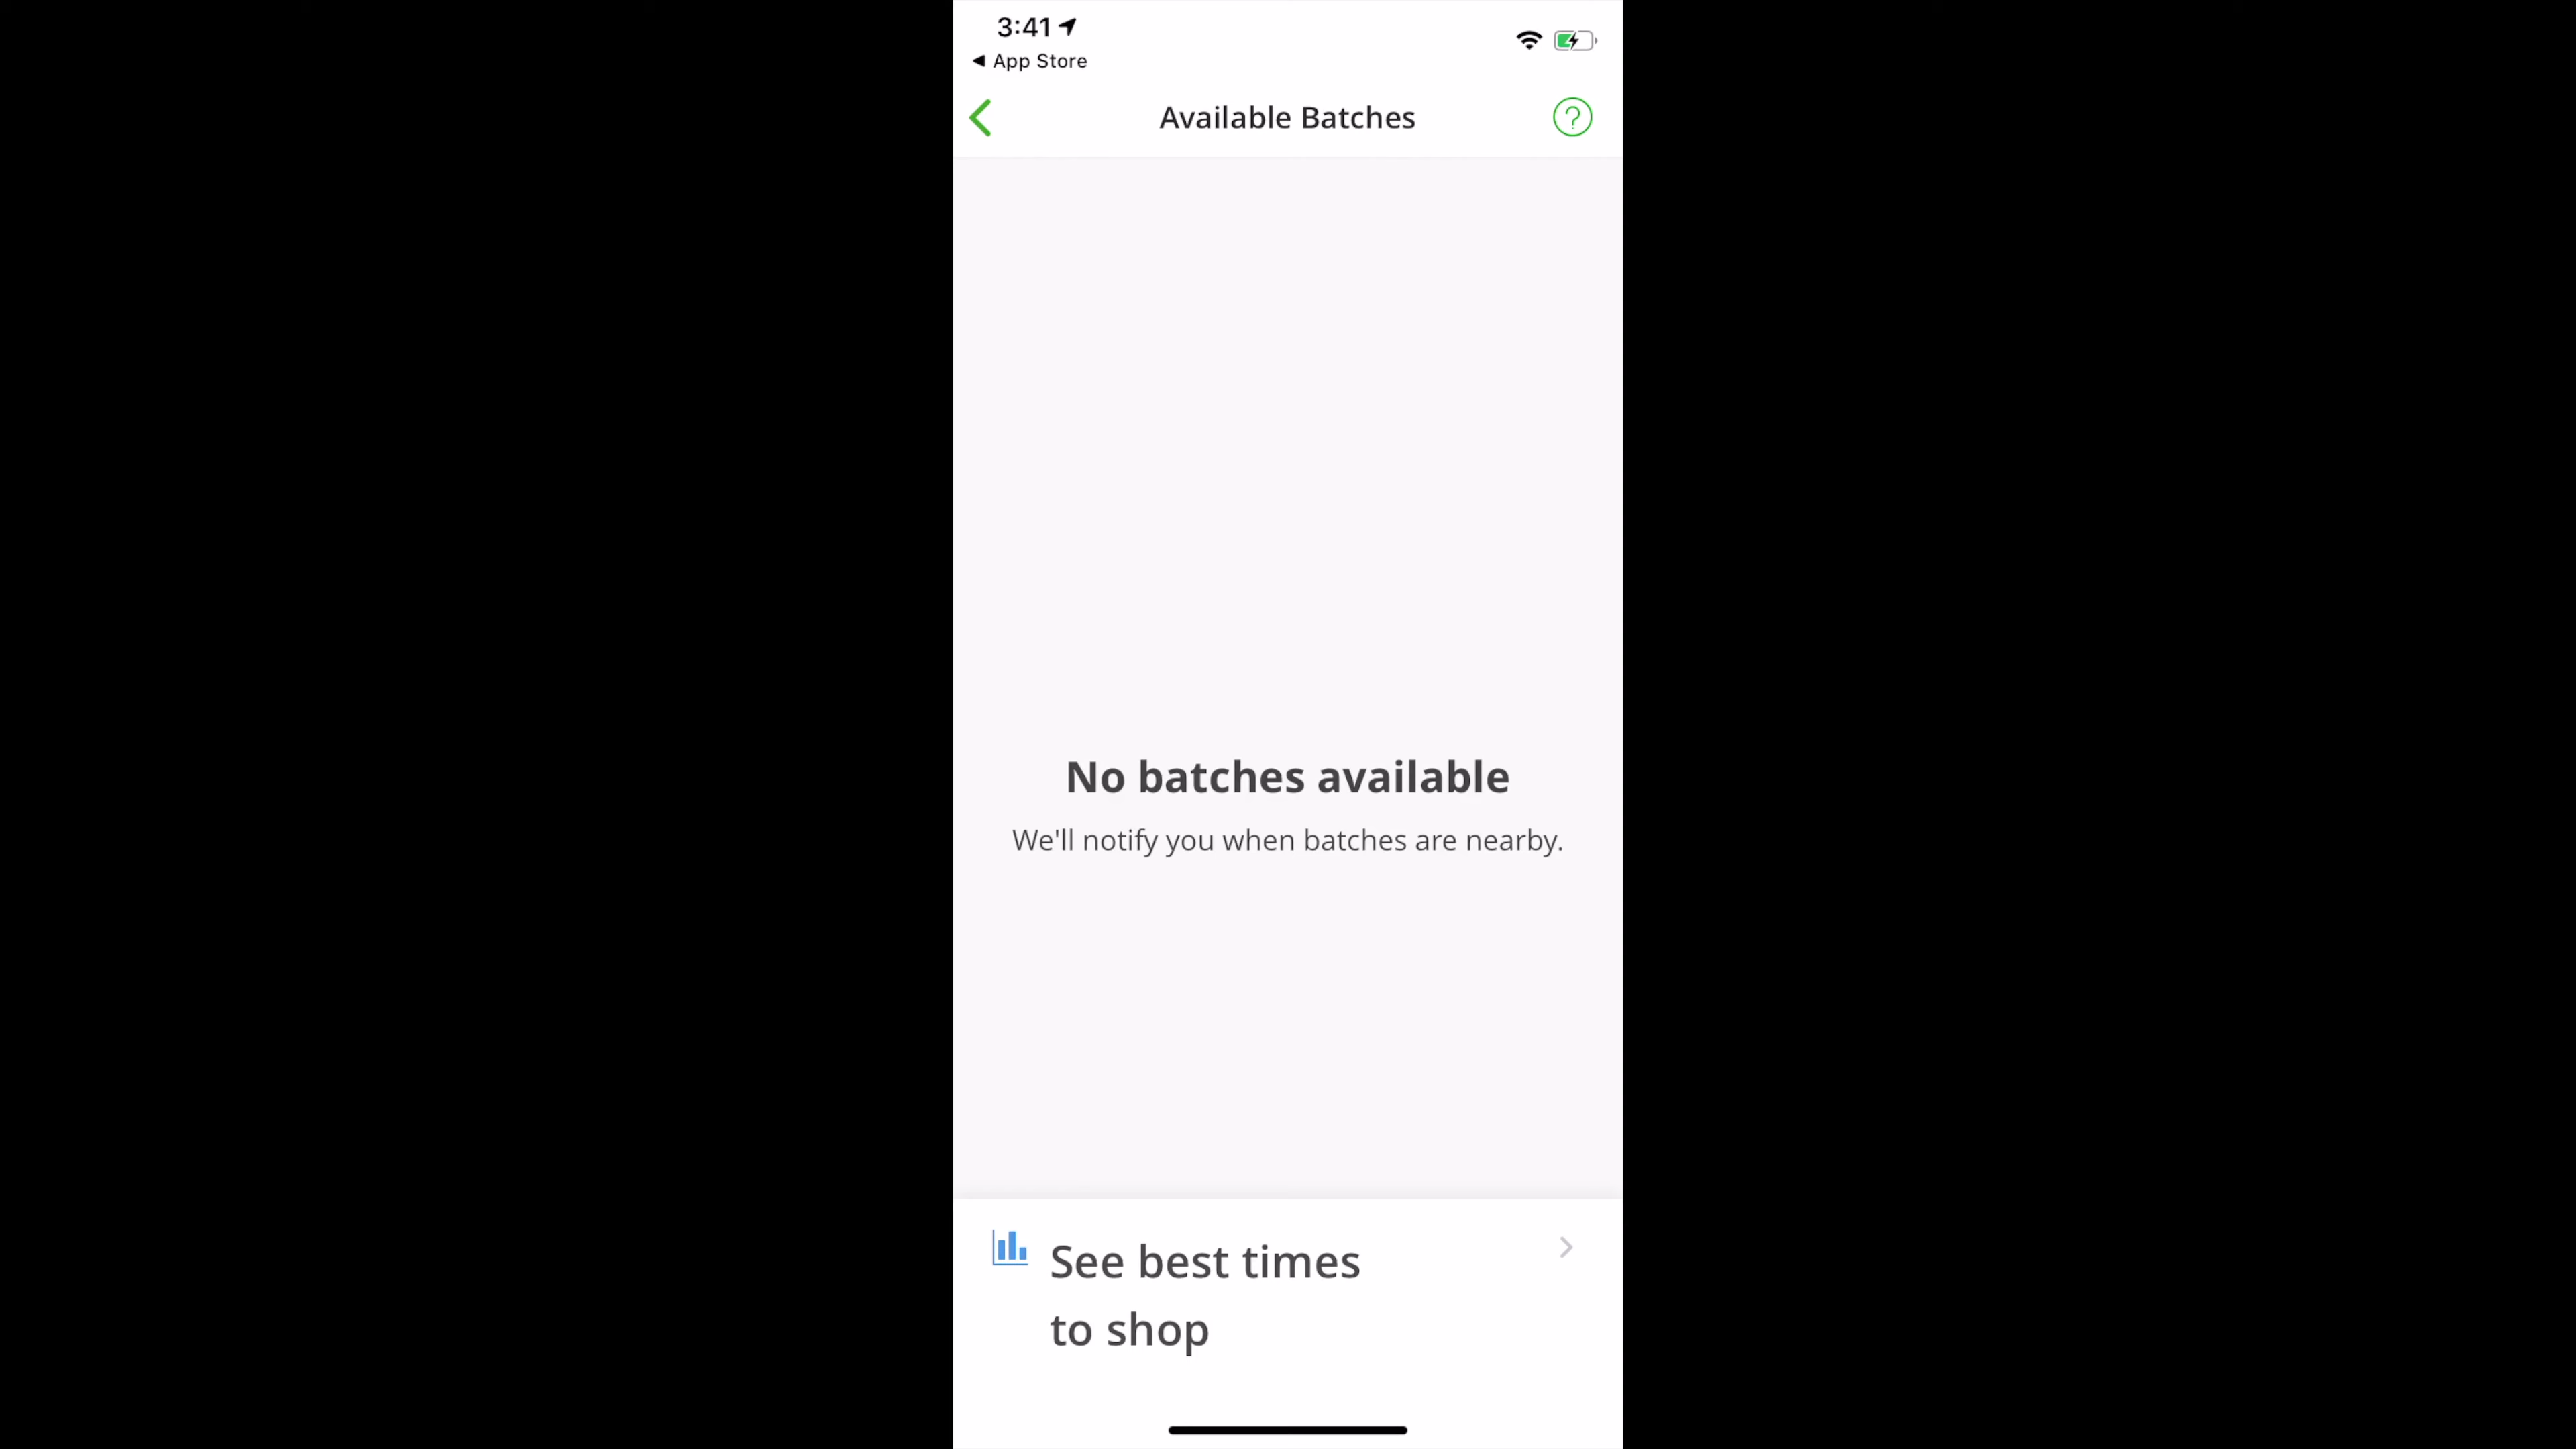 3:41
App Store
Available Batches
No batches available
We'll notify you when batches are nearby.
See best times
to shop